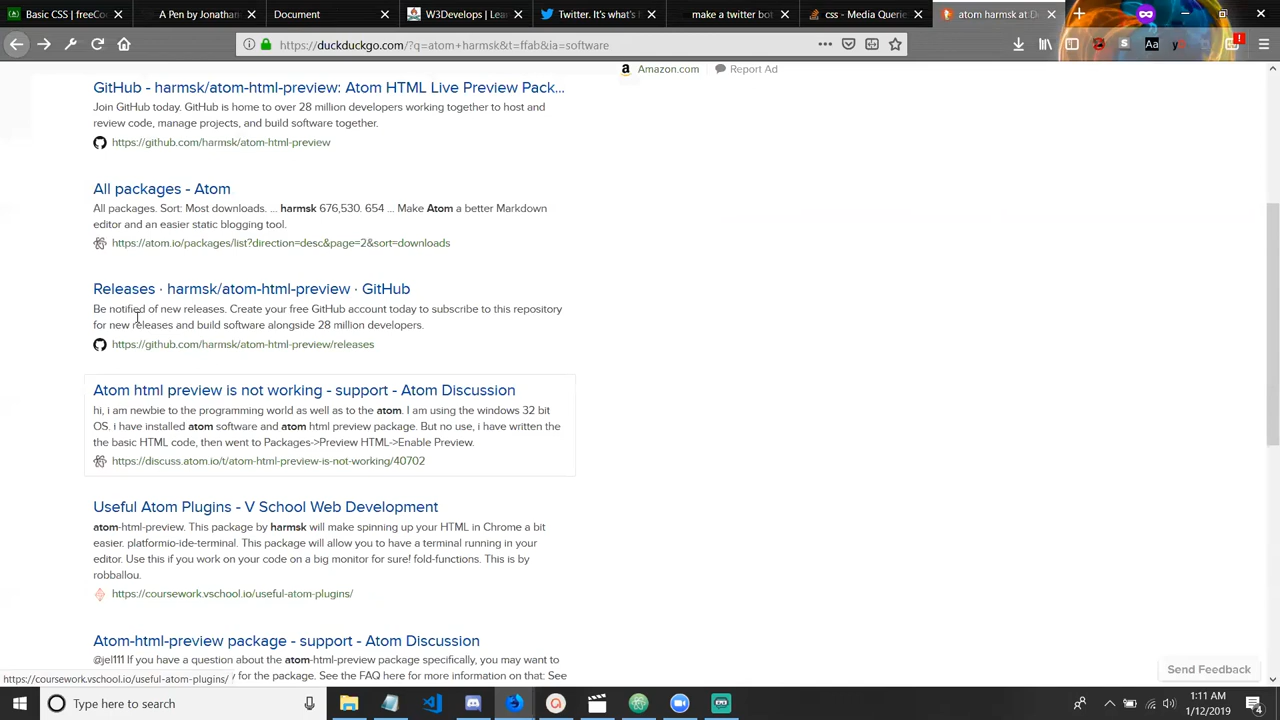 Basic CSS | freeCo
A Pen by Jonathan
Document
W3Develops | Lear
Twitter. It's what's h
make a twitter bot
css - Media Querie
atom harmsk at D
https://duckduckgo.com/?q=atom+harmsk&t=ffab&ia=software
Amazon.com
Report Ad
GitHub - harmsk/atom-html-preview: Atom HTML Live Preview Pack...
Join GitHub today. GitHub is home to over 28 million developers working together to host and
review code, manage projects, and build software together.
https://github.com/harmsk/atom-html-preview
All packages - Atom
All packages. Sort: Most downloads. ... harmsk 676,530. 654 ... Make Atom a better Markdown
editor and an easier static blogging tool.
https://atom.io/packages/list?direction=desc&page=2&sort=downloads
Releases · harmsk/atom-html-preview · GitHub
Be notified of new releases. Create your free GitHub account today to subscribe to this repository
for new releases and build software alongside 28 million developers.
https://github.com/harmsk/atom-html-preview/releases
Atom html preview is not working - support - Atom Discussion
hi, i am newbie to the programming world as well as to the atom. I am using the windows 32 bit
OS. i have installed atom software and atom html preview package. But no use, i have written the
the basic HTML code, then went to Packages->Preview HTML->Enable Preview.
https://discuss.atom.io/t/atom-html-preview-is-not-working/40702
Useful Atom Plugins - V School Web Development
atom-html-preview. This package by harmsk will make spinning up your HTML in Chrome a bit
easier. platformio-ide-terminal. This package will allow you to have a terminal running in your
editor. Use this if you work on your code on a big monitor for sure! fold-functions. This is by
robballou.
https://coursework.vschool.io/useful-atom-plugins/
Atom-html-preview package - support - Atom Discussion
@jel111 If you have a question about the atom-html-preview package specifically, you may want to
y for the package. See the FAQ here for more information on that: See
https://coursework.vschool.io/useful-atom-plugins/
Send Feedback
Type here to search
1:11 AM
1/12/2019
4